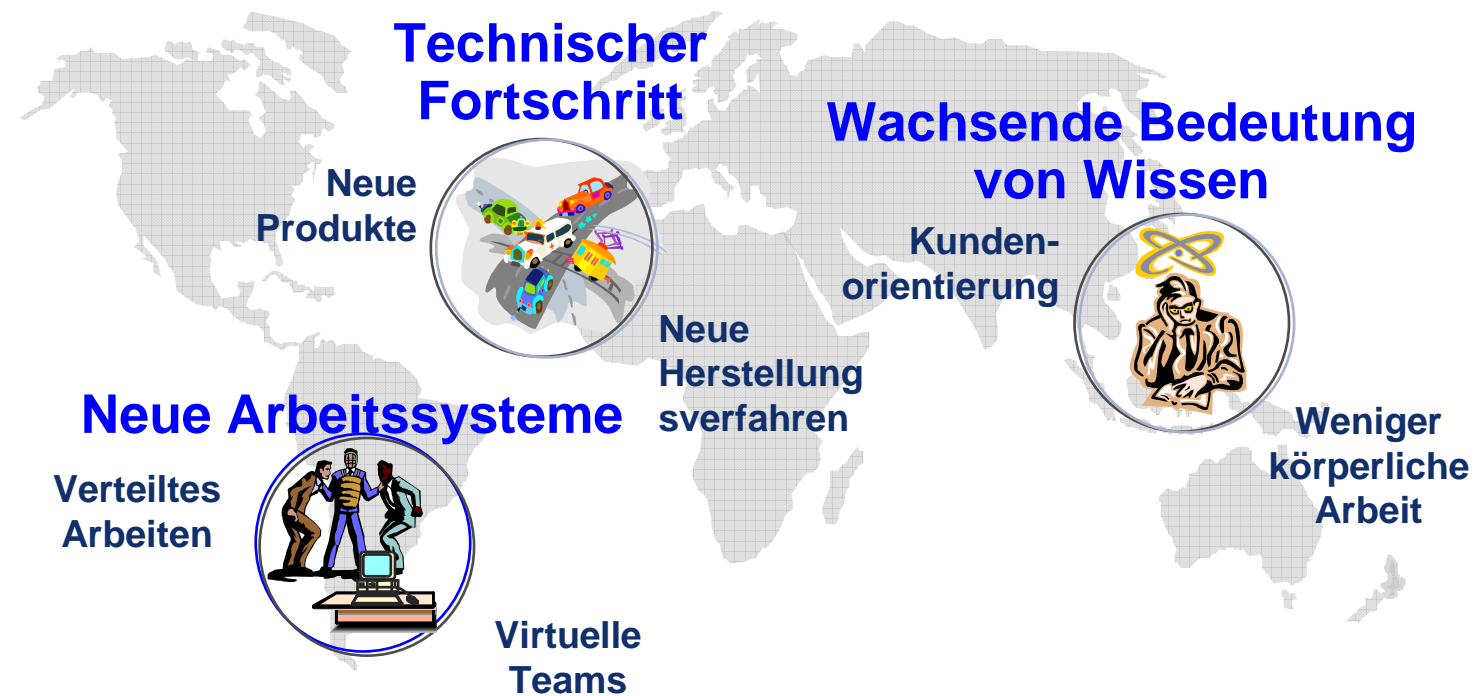 Technischer
Fortschritt
Neue
Produkte
Neue
Herstellung
sverfahren
Wachsende Bedeutung
von Wissen
Kunden-
orientierung
Weniger
körperliche
Arbeit
Neue Arbeitssysteme
Verteiltes
Arbeiten
Virtuelle
Teams